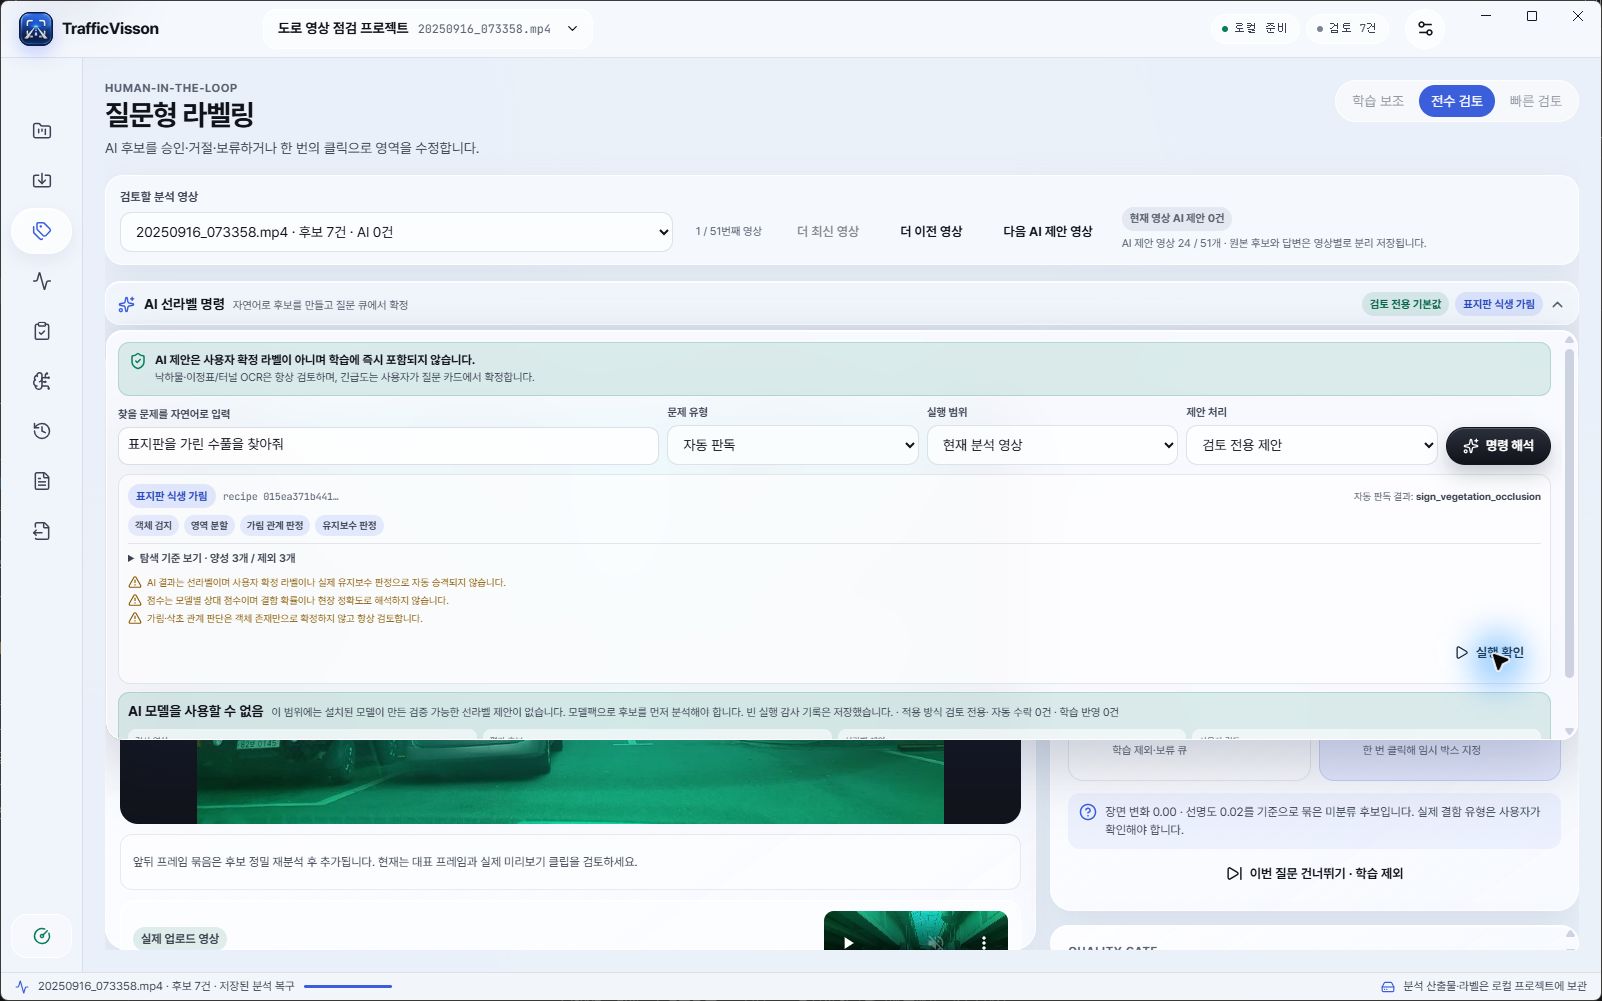 TrafficVisson
도로 영상 점검 프로젝트 20250916_073358.mp4
로컬 준비
검토 7건
HUMAN-IN-THE-LOOP
질문형 라벨링
AI 후보를 승인·거절·보류하거나 한 번의 클릭으로 영역을 수정합니다.
학습 보조 전수 검토 빠른 검토
검토할 분석 영상
20250916_073358.mp4 · 후보 7건 · AI 0건
1 / 51번째 영상
더 최신 영상
더 이전 영상
다음 AI 제안 영상
현재 영상 AI 제안 0건
AI 제안 영상 24 / 51개 · 원본 후보와 답변은 영상별로 분리 저장됩니다.
AI 선라벨 명령 자연어로 후보를 만들고 질문 큐에서 확정
검토 전용 기본값 표지판 식생 가림
AI 제안은 사용자 확정 라벨이 아니며 학습에 즉시 포함되지 않습니다.
낙하물·이정표/터널 OCR은 항상 검토하며, 긴급도는 사용자가 질문 카드에서 확정합니다.
찾을 문제를 자연어로 입력
문제 유형
실행 범위
제안 처리
표지판을 가린 수풀을 찾아줘
자동 판독
현재 분석 영상
검토 전용 제안
명령 해석
표지판 식생 가림 recipe 015ea371b441…
자동 판독 결과: sign_vegetation_occlusion
객체 검지 영역 분할 가림 관계 판정 유지보수 판정
탐색 기준 보기 · 양성 3개 / 제외 3개
AI 결과는 선라벨이며 사용자 확정 라벨이나 실제 유지보수 판정으로 자동 승격되지 않습니다.
점수는 모델별 상대 점수이며 결함 확률이나 현장 정확도로 해석하지 않습니다.
가림·삭초 관계 판단은 객체 존재만으로 확정하지 않고 항상 검토합니다.
실행 확인
AI 모델을 사용할 수 없음 이 범위에는 설치된 모델이 만든 검증 가능한 선라벨 제안이 없습니다. 모델팩으로 후보를 먼저 분석해야 합니다. 빈 실행 감사 기록은 저장했습니다. · 적용 방식 검토 전용 · 자동 수락 0건 · 학습 반영 0건
학습 제외·보류 큐
한 번 클릭해 임시 박스 지정
장면 변화 0.00 · 선명도 0.02를 기준으로 묶은 미분류 후보입니다. 실제 결함 유형은 사용자가
확인해야 합니다.
앞뒤 프레임 묶음은 후보 정밀 재분석 후 추가됩니다. 현재는 대표 프레임과 실제 미리보기 클립을 검토하세요.
이번 질문 건너뛰기 · 학습 제외
실제 업로드 영상
QUALITY GATE
20250916_073358.mp4 · 후보 7건 · 저장된 분석 복구
분석 산출물·라벨은 로컬 프로젝트에 보관